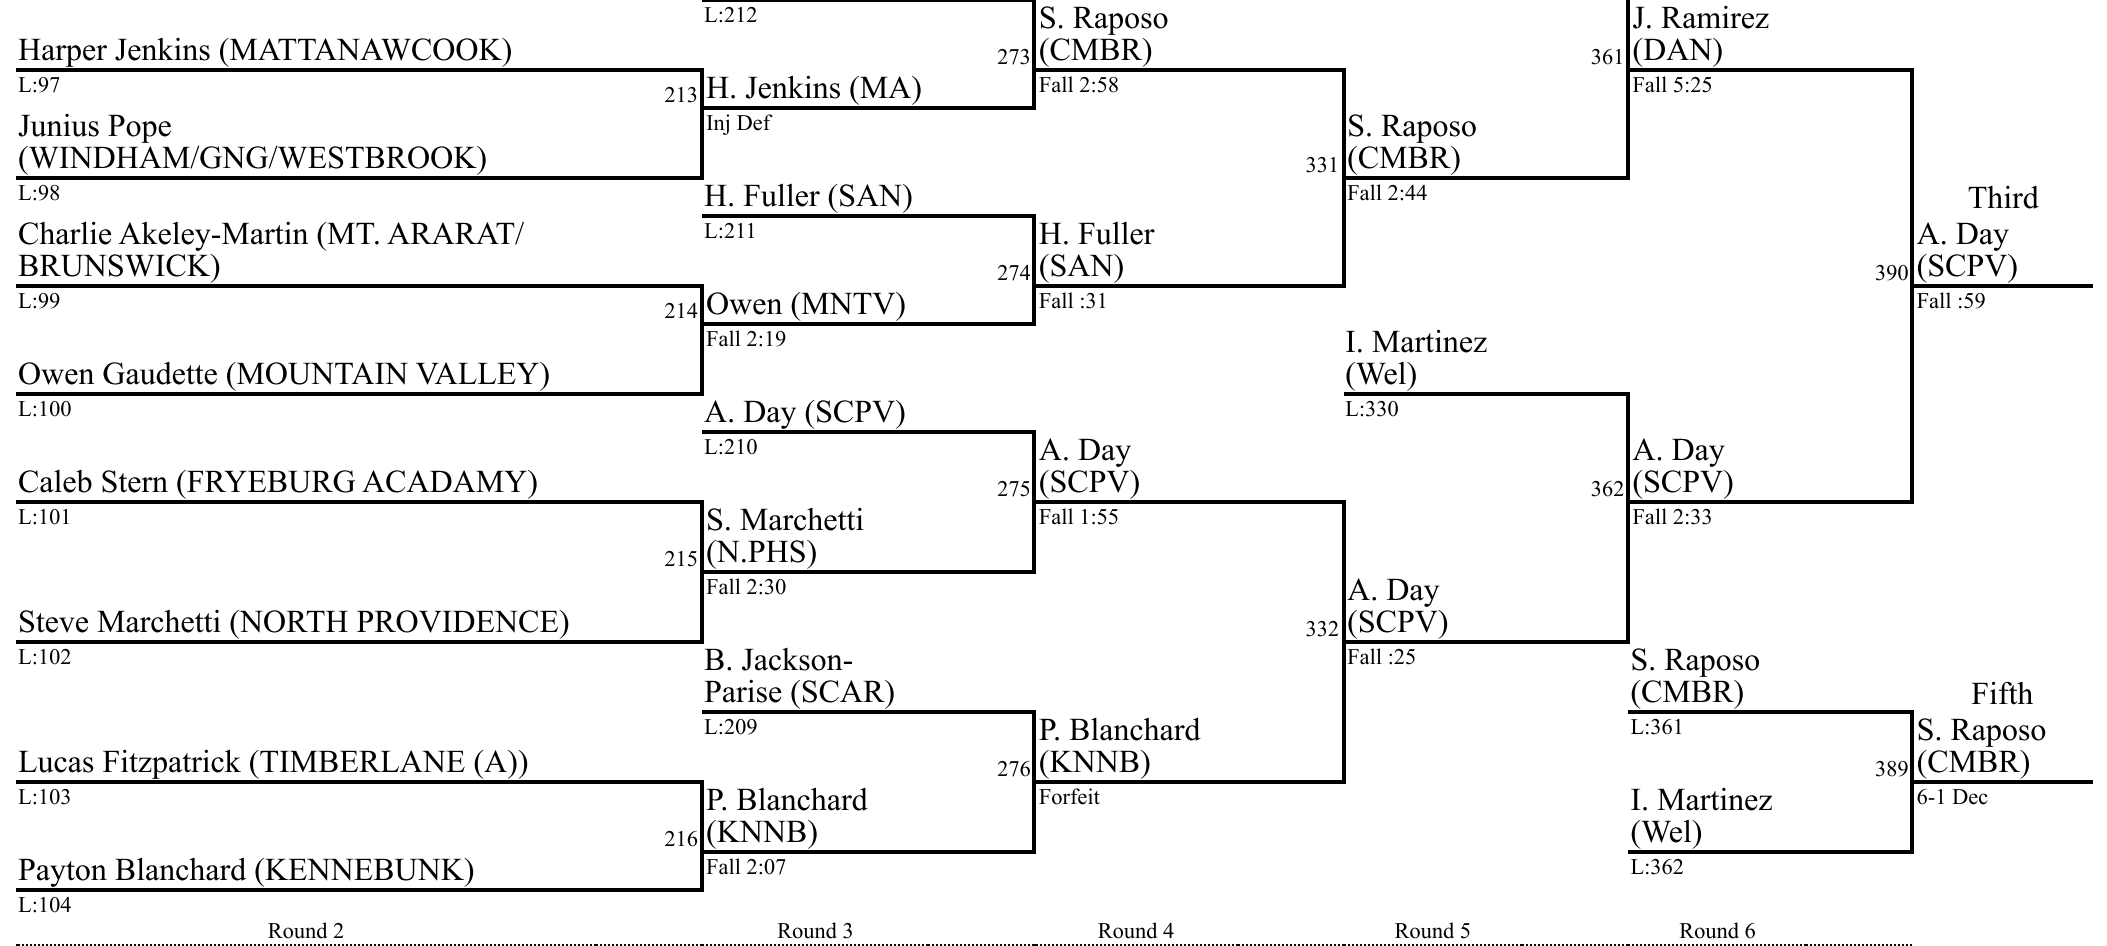 L:212
S. Raposo
(CMBR)
273
Fall 2:58
J. Ramirez
(DAN)
361
Fall 5:25
Harper Jenkins (MATTANAWCOOK)
L:97
213
H. Jenkins (MA)
Inj Def
Junius Pope
(WINDHAM/GNG/WESTBROOK)
L:98
S. Raposo
(CMBR)
331
Fall 2:44
H. Fuller (SAN)
L:211
Third
Charlie Akeley-Martin (MT. ARARAT/
BRUNSWICK)
L:99
H. Fuller
(SAN)
274
Fall :31
A. Day
(SCPV)
390
Fall :59
214
Owen (MNTV)
Fall 2:19
I. Martinez
(Wel)
L:330
Owen Gaudette (MOUNTAIN VALLEY)
L:100
A. Day (SCPV)
L:210
A. Day
(SCPV)
275
Fall 1:55
A. Day
(SCPV)
362
Fall 2:33
Caleb Stern (FRYEBURG ACADAMY)
L:101
S. Marchetti
(N.PHS)
215
Fall 2:30
A. Day
(SCPV)
332
Fall :25
Steve Marchetti (NORTH PROVIDENCE)
L:102
B. Jackson-
Parise (SCAR)
L:209
S. Raposo
(CMBR)
L:361
Fifth
P. Blanchard
(KNNB)
276
Forfeit
S. Raposo
(CMBR)
389
6-1 Dec
Lucas Fitzpatrick (TIMBERLANE (A))
L:103
P. Blanchard
(KNNB)
216
Fall 2:07
I. Martinez
(Wel)
L:362
Payton Blanchard (KENNEBUNK)
L:104
Round 2
Round 3
Round 4
Round 5
Round 6